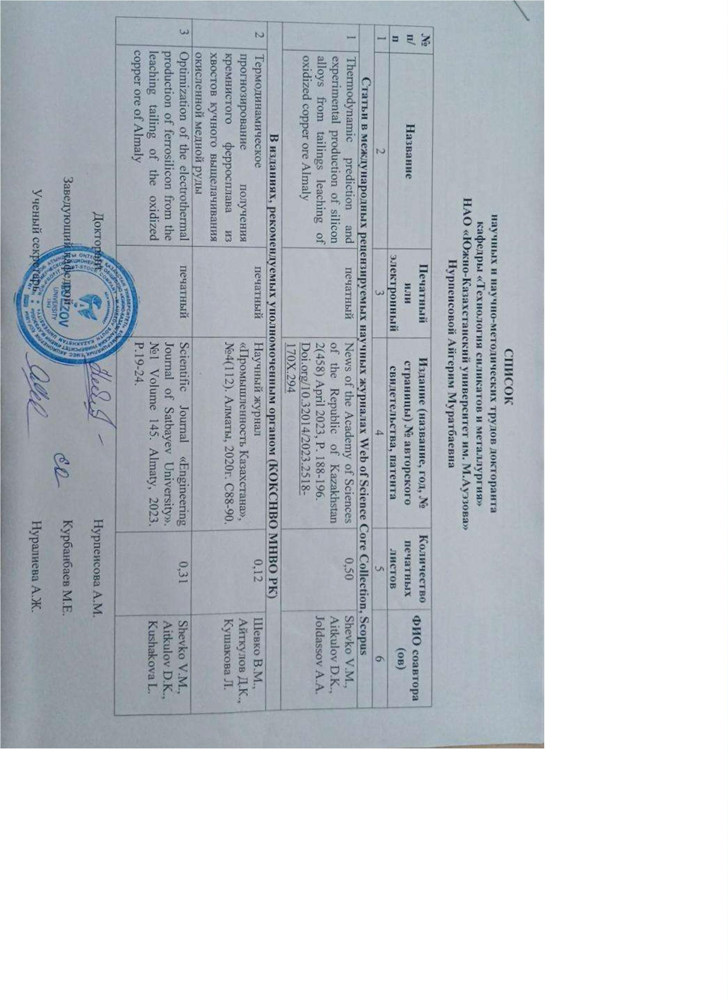 СПИСОК
научных и научно-методических трудов докторанта
кафедры «Технология силикатов и металлургия»
НАО «Южно-Казахстанский университет им. М.Ауэзова»
Нурпеисовой Айгерим Муратбаевна
№
п/
п
Название
Печатный
или
электронный
Издание (название, год, №
страницы) № авторского
свидетельства, патента
Количество
печатных
листов
ФИО соавтора
(ов)
1
2
3
4
5
6
Статьи в международных рецензируемых научных журналах Web of Science Core Collection, Scopus
1
Thermodynamic prediction and
experimental production of silicon
alloys from tailings leaching of
oxidized copper ore Almaly
печатный
News of the Academy of Sciences
of the Republic of Kazakhstan
2(458) April 2023, P. 188-196.
Doi.org/10.32014/2023.2518-
170X.294
0,50
Shevko V.M.,
Aitkulov D.K.,
Joldassov A.A.
В изданиях, рекомендуемых уполномоченным органом (КОКСНВО МНВО РК)
2
Термодинамическое
прогнозирование получения
кремнистого ферросплава из
хвостов кучного выщелачивания
окисленной медной руды
печатный
Научный журнал
«Промышленность Казахстана»,
№4(112). Алматы, 2020г. С88-90.
0,12
Шевко В.М.,
Айткулов Д.К.,
Кушакова Л.
3
Optimization of the electrothermal
production of ferrosilicon from the
leaching tailing of the oxidized
copper ore of Almaly
печатный
Scientific Journal «Engineering
Journal of Satbayev University».
№1 Volume 145. Almaty, 2023.
P.19-24.
0,31
Shevko V.M.,
Aitkulov D.K.,
Kushakova L.
Докторант
Нурпеисова А.М.
Заведующий кафедрой
Курбанбаев М.Е.
Ученый секретарь
Нуралиева А.Ж.
UNIVERSITY
1943